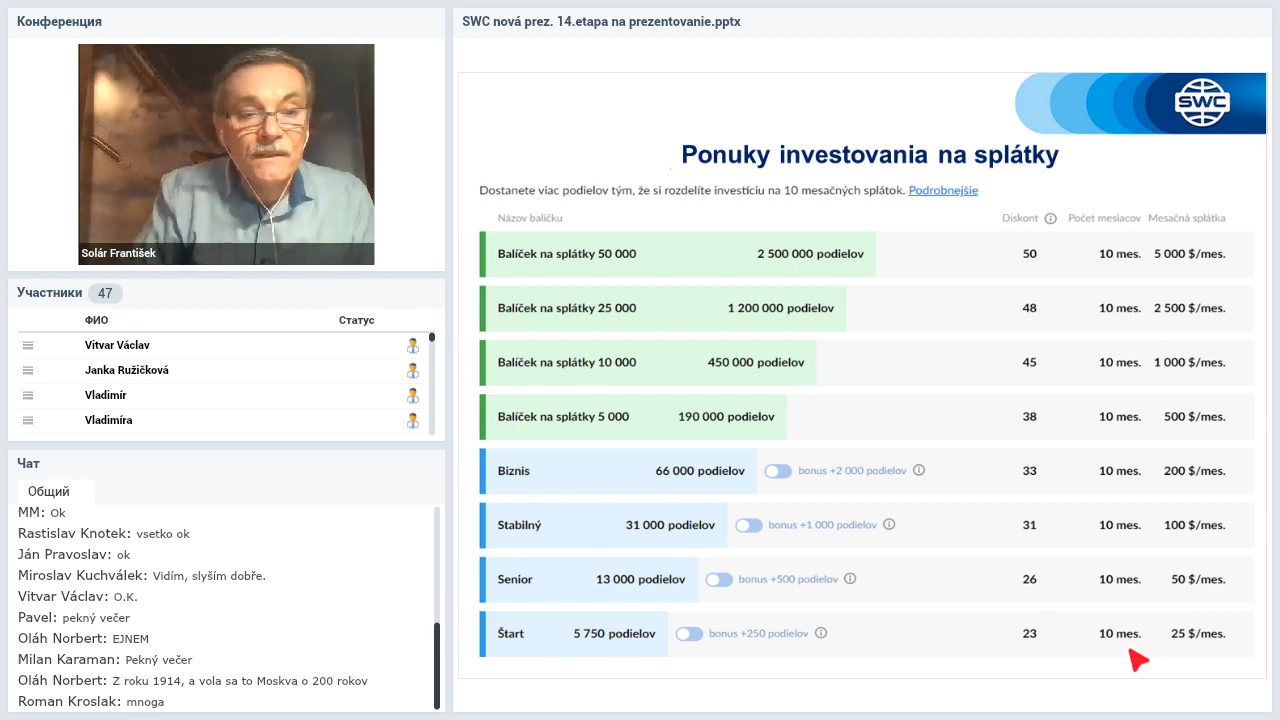 Конференция
Solár František
Участники 47
ФИО Статус
Vitvar Václav
Janka Ružičková
Vladimír
Vladimíra
Чат
Общий
MM: Ok
Rastislav Knotek: vsetko ok
Ján Pravoslav: ok
Miroslav Kuchválek: Vidím, slyším dobře.
Vitvar Václav: O.K.
Pavel: pekný večer
Oláh Norbert: EJNEM
Milan Karaman: Pekný večer
Oláh Norbert: Z roku 1914, a vola sa to Moskva o 200 rokov
Roman Kroslak: mnoga
SWC nová prez. 14.etapa na prezentovanie.pptx
SWC
Ponuky investovania na splátky
Dostanete viac podielov tým, že si rozdelíte investíciu na 10 mesačných splátok. Podrobnejšie
Názov balíčku Diskont Počet mesiacov Mesačná splátka
Balíček na splátky 50 000 2 500 000 podielov 50 10 mes. 5 000 $/mes.
Balíček na splátky 25 000 1 200 000 podielov 48 10 mes. 2 500 $/mes.
Balíček na splátky 10 000 450 000 podielov 45 10 mes. 1 000 $/mes.
Balíček na splátky 5 000 190 000 podielov 38 10 mes. 500 $/mes.
Biznis 66 000 podielov bonus +2 000 podielov 33 10 mes. 200 $/mes.
Stabilný 31 000 podielov bonus +1 000 podielov 31 10 mes. 100 $/mes.
Senior 13 000 podielov bonus +500 podielov 26 10 mes. 50 $/mes.
Štart 5 750 podielov bonus +250 podielov 23 10 mes. 25 $/mes.